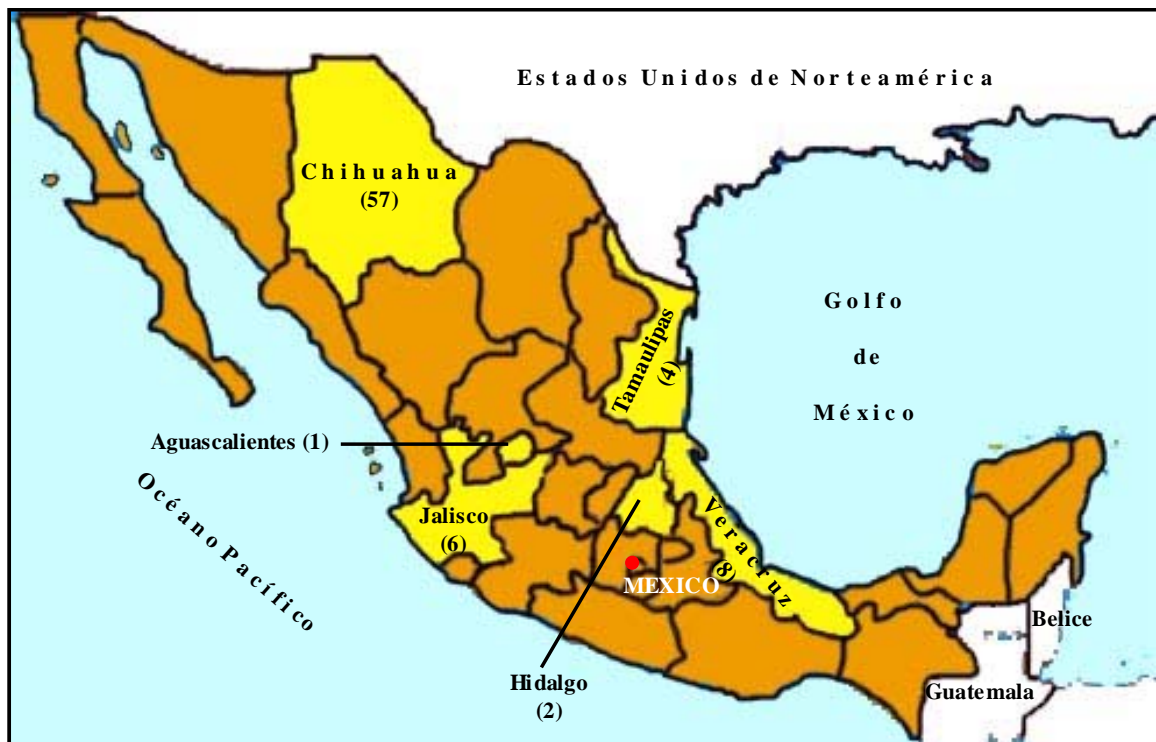 Estados Unidos de Norteamérica
Chihuahua
(57)
Golfo
de
México
Tamaulipas
(4)
Aguascalientes (1)
Océano Pacífico
Jalisco
(6)
Veracruz
(8)
MEXICO
Hidalgo
(2)
Belice
Guatemala